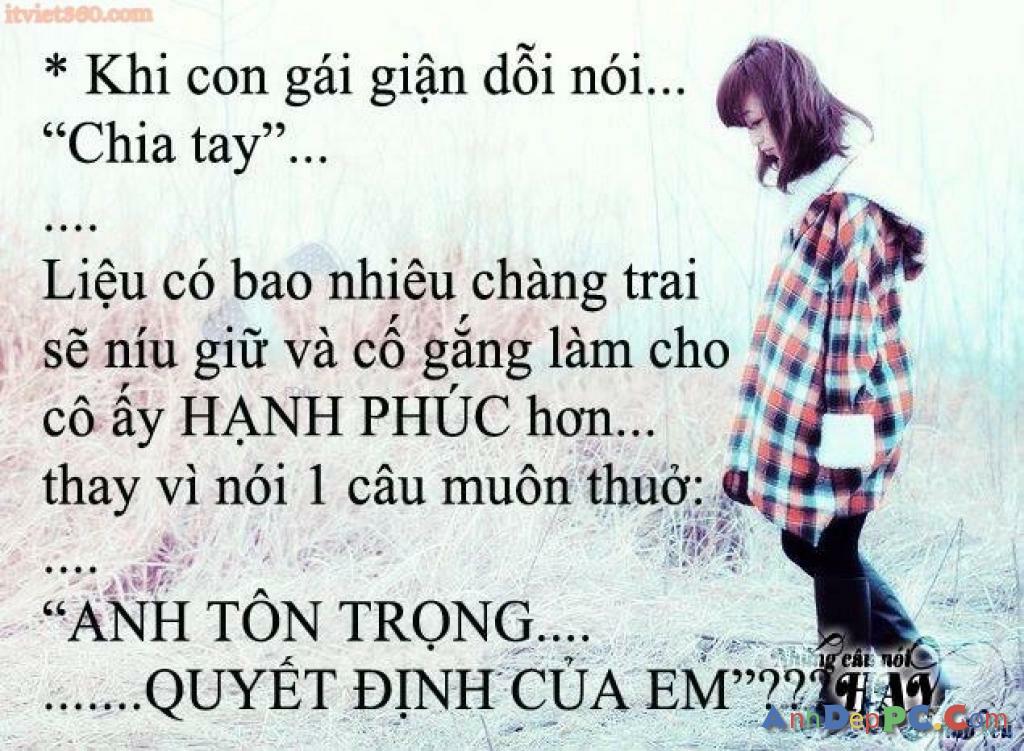 itviet360.com
* Khi con gái giận dỗi nói...
“Chia tay”...
....
Liệu có bao nhiêu chàng trai
sẽ níu giữ và cố gắng làm cho
cô ấy HẠNH PHÚC hơn...
thay vì nói 1 câu muôn thuở:
....
“ANH TÔN TRỌNG....
.......QUYẾT ĐỊNH CỦA EM”???
Những câu nói
HAY
AnhDepPC.Com